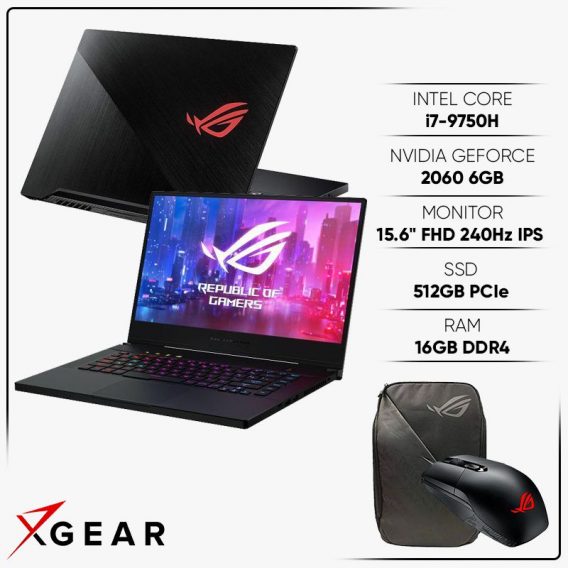 REPUBLIC OF
GAMERS
INTEL CORE
i7-9750H
NVIDIA GEFORCE
2060 6GB
MONITOR
15.6" FHD 240Hz IPS
SSD
512GB PCIe
RAM
16GB DDR4
XGEAR